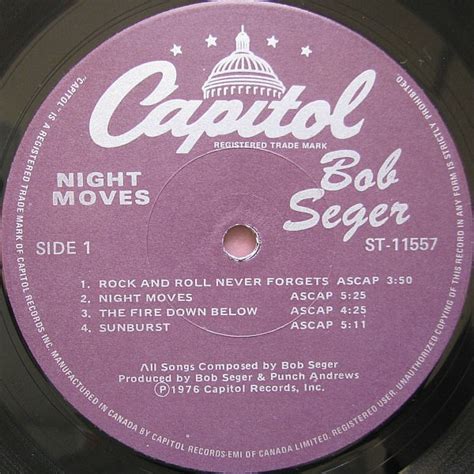 Capitol
REGISTERED TRADE MARK
NIGHT
MOVES
Bob
Seger
SIDE 1
ST-11557
1. ROCK AND ROLL NEVER FORGETS ASCAP 3:50
2. NIGHT MOVES ASCAP 5:25
3. THE FIRE DOWN BELOW ASCAP 4:25
4. SUNBURST ASCAP 5:11
All Songs Composed by Bob Seger
Produced by Bob Seger & Punch Andrews
Ⓟ1976 Capitol Records, Inc.
"CAPITOL" IS A REGISTERED TRADE MARK OF CAPITOL RECORDS INC. MANUFACTURED IN CANADA BY CAPITOL RECORDS-EMI OF CANADA LIMITED. REGISTERED USER. UNAUTHORIZED COPYING OF THIS RECORD IN ANY FORM IS STRICTLY PROHIBITED.